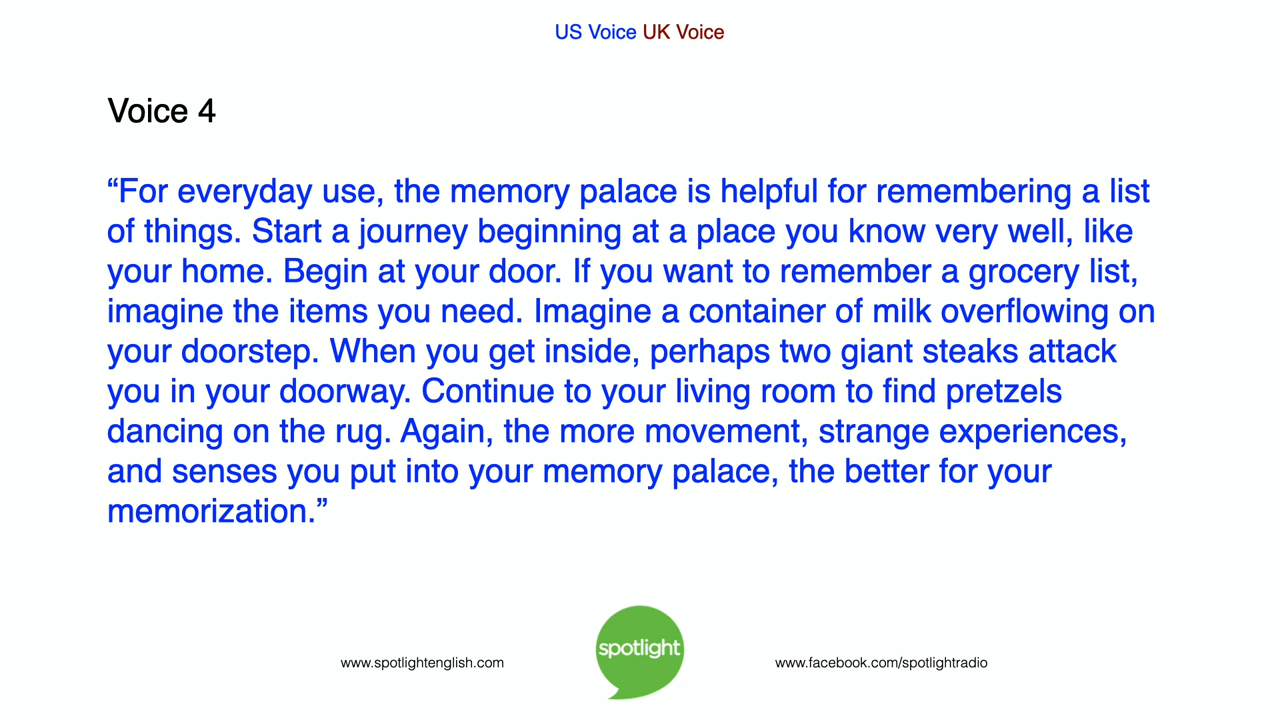 US Voice UK Voice
Voice 4
“For everyday use, the memory palace is helpful for remembering a list
of things. Start a journey beginning at a place you know very well, like
your home. Begin at your door. If you want to remember a grocery list,
imagine the items you need. Imagine a container of milk overflowing on
your doorstep. When you get inside, perhaps two giant steaks attack
you in your doorway. Continue to your living room to find pretzels
dancing on the rug. Again, the more movement, strange experiences,
and senses you put into your memory palace, the better for your
memorization.”
www.spotlightenglish.com
spotlight
www.facebook.com/spotlightradio